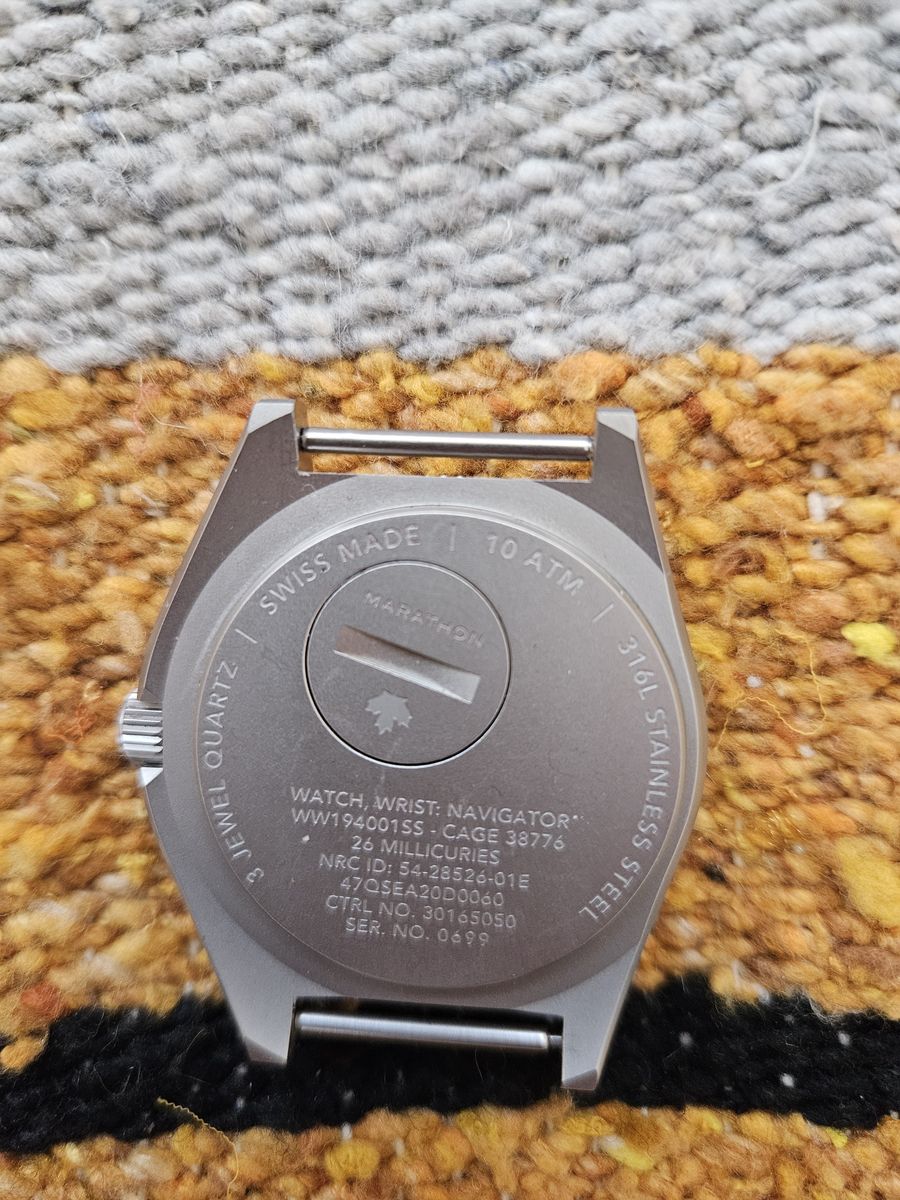 3 JEWEL QUARTZ | SWISS MADE | 10 ATM | 316L STAINLESS STEEL
MARATHON
WATCH, WRIST: NAVIGATOR™
WW194001SS - CAGE 38776
26 MILLICURIES
NRC ID: 54-28526-01E
47QSEA20D0060
CTRL NO. 30165050
SER. NO. 0699